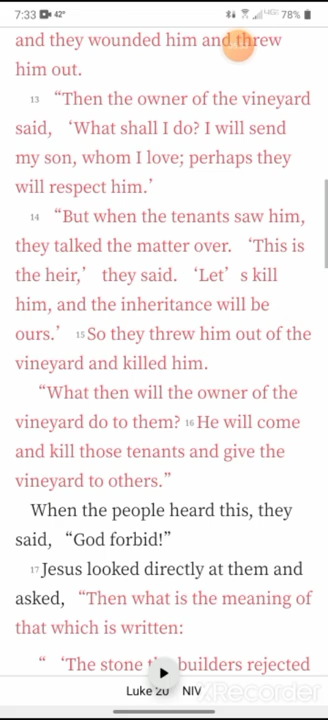 7:33 42° 4G 78%
and they wounded him and threw
him out.
13 “Then the owner of the vineyard
said, ‘What shall I do? I will send
my son, whom I love; perhaps they
will respect him.’
14 “But when the tenants saw him,
they talked the matter over. ‘This is
the heir,’ they said. ‘Let’s kill
him, and the inheritance will be
ours.’ 15 So they threw him out of the
vineyard and killed him.
“What then will the owner of the
vineyard do to them? 16 He will come
and kill those tenants and give the
vineyard to others.”
When the people heard this, they
said, “God forbid!”
17 Jesus looked directly at them and
asked, “Then what is the meaning of
that which is written:
“ ‘The stone builders rejected
Luke 20 NIV
XRecorder